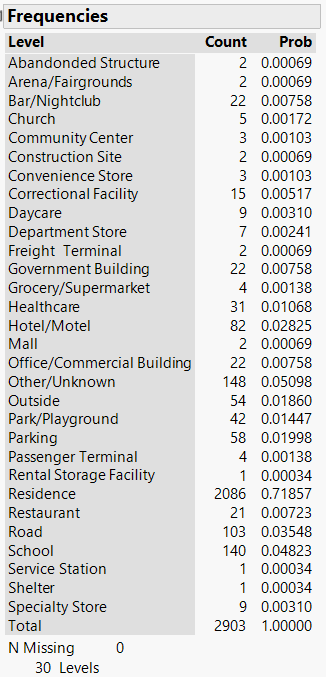 Frequencies
Level Count Prob
Abandonded Structure 2 0.00069
Arena/Fairgrounds 2 0.00069
Bar/Nightclub 22 0.00758
Church 5 0.00172
Community Center 3 0.00103
Construction Site 2 0.00069
Convenience Store 3 0.00103
Correctional Facility 15 0.00517
Daycare 9 0.00310
Department Store 7 0.00241
Freight  Terminal 2 0.00069
Government Building 22 0.00758
Grocery/Supermarket 4 0.00138
Healthcare 31 0.01068
Hotel/Motel 82 0.02825
Mall 2 0.00069
Office/Commercial Building 22 0.00758
Other/Unknown 148 0.05098
Outside 54 0.01860
Park/Playground 42 0.01447
Parking 58 0.01998
Passenger Terminal 4 0.00138
Rental Storage Facility 1 0.00034
Residence 2086 0.71857
Restaurant 21 0.00723
Road 103 0.03548
School 140 0.04823
Service Station 1 0.00034
Shelter 1 0.00034
Specialty Store 9 0.00310
Total 2903 1.00000
N Missing 0
30 Levels